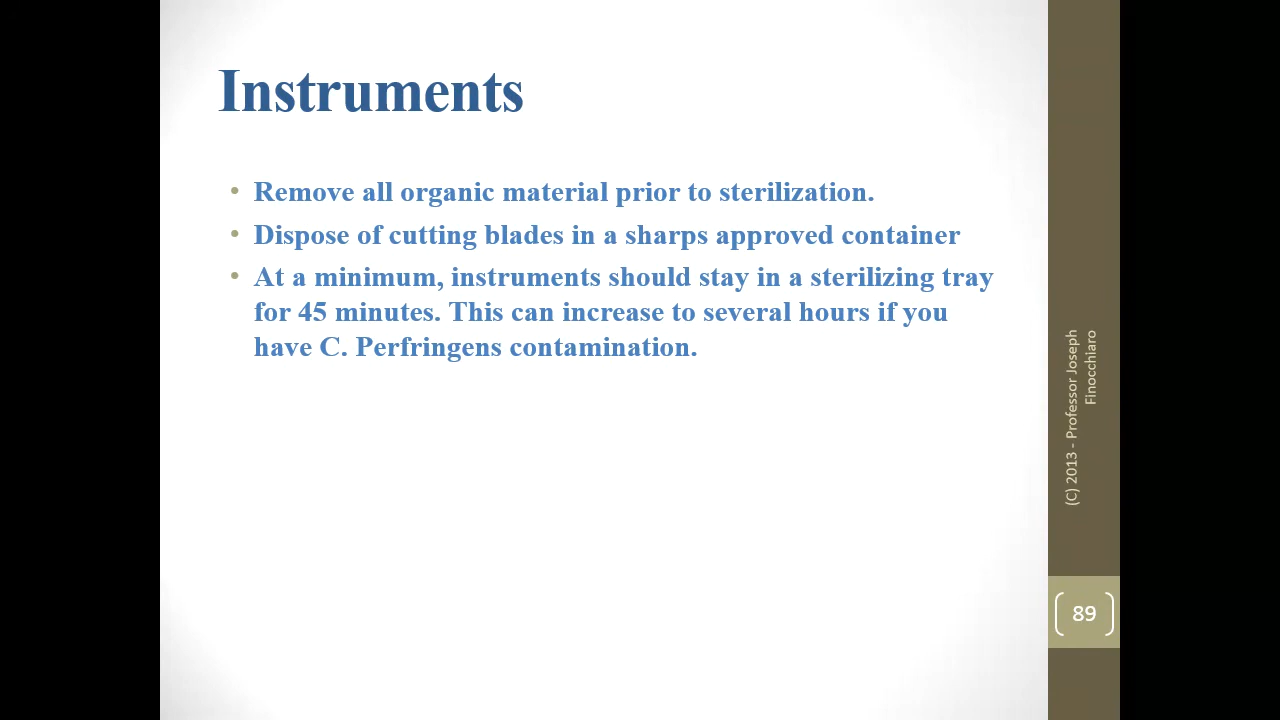 Instruments
• Remove all organic material prior to sterilization.
• Dispose of cutting blades in a sharps approved container
• At a minimum, instruments should stay in a sterilizing tray
for 45 minutes. This can increase to several hours if you
have C. Perfringens contamination.
(C) 2013 - Professor Joseph
Finocchiaro
89